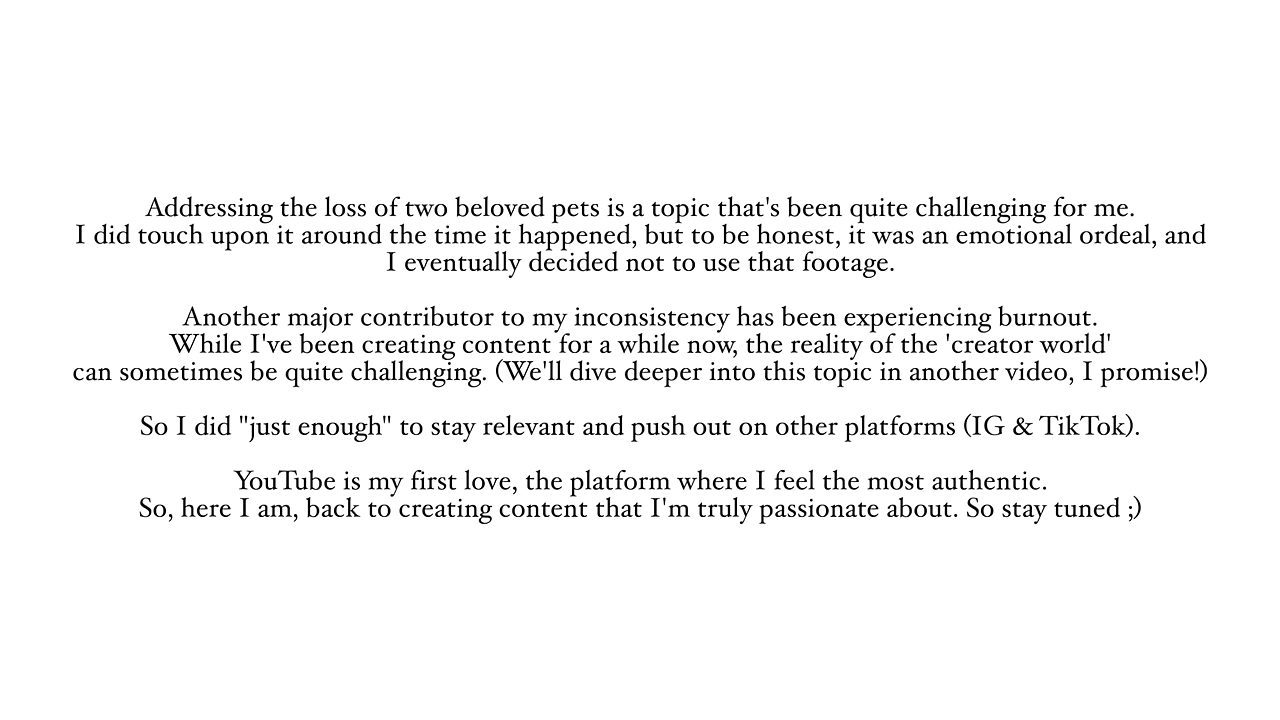 Addressing the loss of two beloved pets is a topic that's been quite challenging for me.
I did touch upon it around the time it happened, but to be honest, it was an emotional ordeal, and
I eventually decided not to use that footage.
Another major contributor to my inconsistency has been experiencing burnout.
While I've been creating content for a while now, the reality of the 'creator world'
can sometimes be quite challenging. (We'll dive deeper into this topic in another video, I promise!)
So I did "just enough" to stay relevant and push out on other platforms (IG & TikTok).
YouTube is my first love, the platform where I feel the most authentic.
So, here I am, back to creating content that I'm truly passionate about. So stay tuned ;)